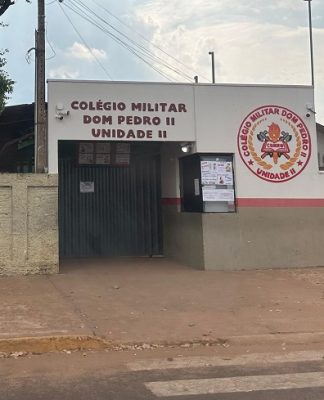 COLÉGIO MILITAR
DOM PEDRO II
UNIDADE II
COLÉGIO MILITAR DOM PEDRO II
UNIDADE II